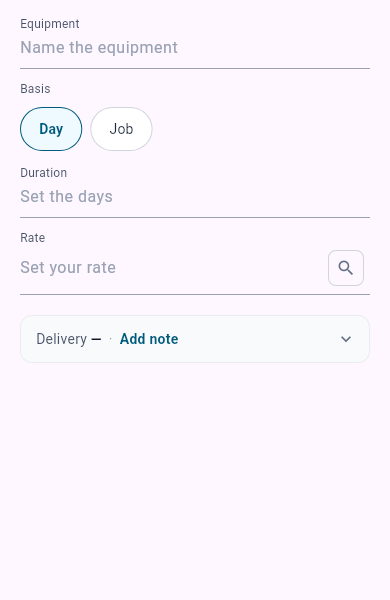 Equipment
Name the equipment
Basis
Day
Job
Duration
Set the days
Rate
Set your rate
Delivery — · Add note